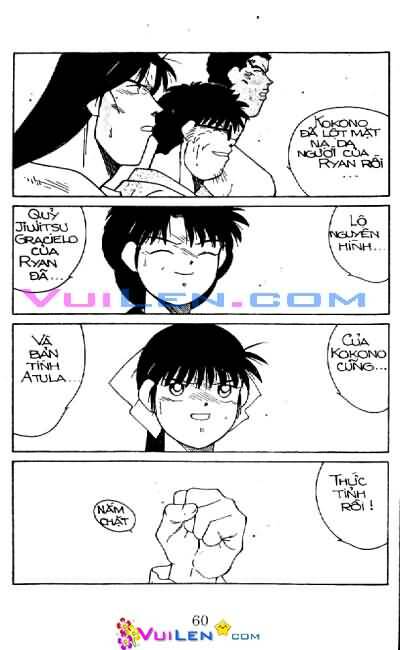 KOKONO
ĐÃ LỘT MẶT
NẠ DA
NGƯỜI CỦA
RYAN RỒI
...
QUỶ
JIUJITSU
GRACIELO
CỦA
RYAN
ĐÃ...
LỘ
NGUYÊN
HÌNH...
VUILEN.COM
VÀ
BẢN
TÍNH
ATULA...
CỦA
KOKONO
CŨNG...
THỨC
TỈNH
RỒI!
NẮM
CHẶT
60
VUILEN.COM